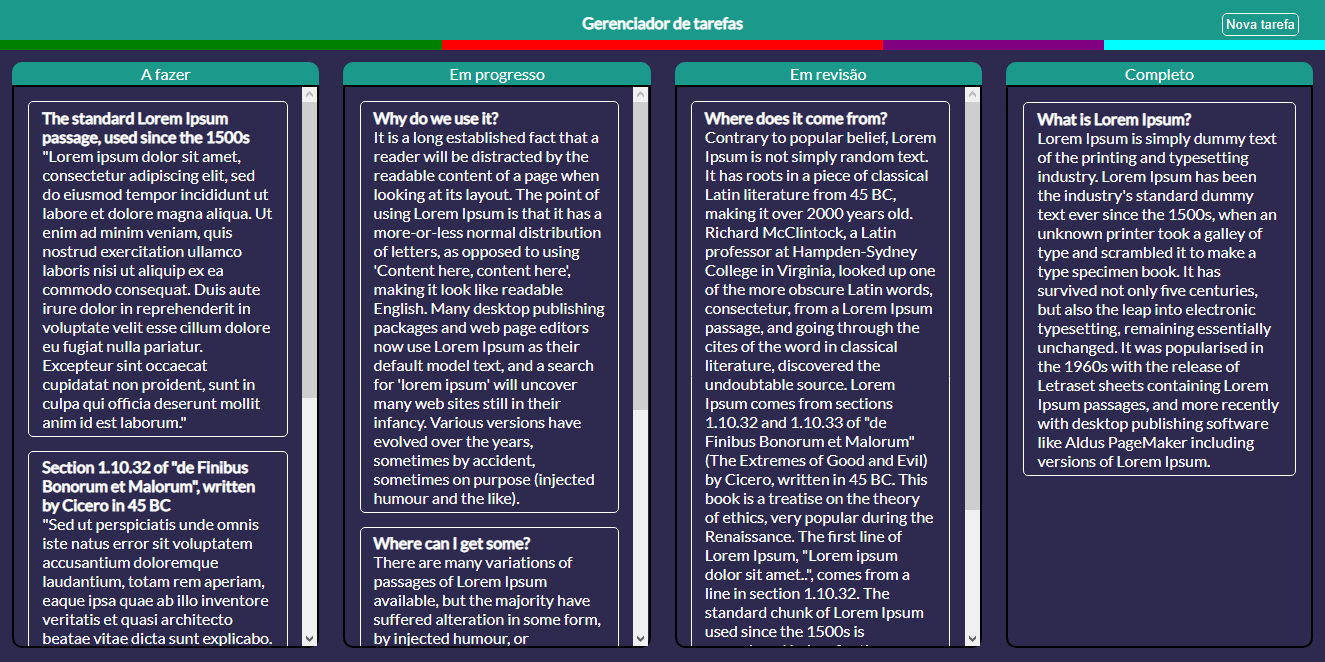 Gerenciador de tarefas
Nova tarefa
A fazer
The standard Lorem Ipsum
passage, used since the 1500s
"Lorem ipsum dolor sit amet,
consectetur adipiscing elit, sed
do eiusmod tempor incididunt ut
labore et dolore magna aliqua. Ut
enim ad minim veniam, quis
nostrud exercitation ullamco
laboris nisi ut aliquip ex ea
commodo consequat. Duis aute
irure dolor in reprehenderit in
voluptate velit esse cillum dolore
eu fugiat nulla pariatur.
Excepteur sint occaecat
cupidatat non proident, sunt in
culpa qui officia deserunt mollit
anim id est laborum."
Section 1.10.32 of "de Finibus
Bonorum et Malorum", written
by Cicero in 45 BC
"Sed ut perspiciatis unde omnis
iste natus error sit voluptatem
accusantium doloremque
laudantium, totam rem aperiam,
eaque ipsa quae ab illo inventore
veritatis et quasi architecto
beatae vitae dicta sunt explicabo.
Em progresso
Why do we use it?
It is a long established fact that a
reader will be distracted by the
readable content of a page when
looking at its layout. The point of
using Lorem Ipsum is that it has a
more-or-less normal distribution
of letters, as opposed to using
'Content here, content here',
making it look like readable
English. Many desktop publishing
packages and web page editors
now use Lorem Ipsum as their
default model text, and a search
for 'lorem ipsum' will uncover
many web sites still in their
infancy. Various versions have
evolved over the years,
sometimes by accident,
sometimes on purpose (injected
humour and the like).
Where can I get some?
There are many variations of
passages of Lorem Ipsum
available, but the majority have
suffered alteration in some form,
by injected humour, or
Em revisão
Where does it come from?
Contrary to popular belief, Lorem
Ipsum is not simply random text.
It has roots in a piece of classical
Latin literature from 45 BC,
making it over 2000 years old.
Richard McClintock, a Latin
professor at Hampden-Sydney
College in Virginia, looked up one
of the more obscure Latin words,
consectetur, from a Lorem Ipsum
passage, and going through the
cites of the word in classical
literature, discovered the
undoubtable source. Lorem
Ipsum comes from sections
1.10.32 and 1.10.33 of "de
Finibus Bonorum et Malorum"
(The Extremes of Good and Evil)
by Cicero, written in 45 BC. This
book is a treatise on the theory
of ethics, very popular during the
Renaissance. The first line of
Lorem Ipsum, "Lorem ipsum
dolor sit amet..", comes from a
line in section 1.10.32. The
standard chunk of Lorem Ipsum
used since the 1500s is
Completo
What is Lorem Ipsum?
Lorem Ipsum is simply dummy text
of the printing and typesetting
industry. Lorem Ipsum has been
the industry's standard dummy
text ever since the 1500s, when an
unknown printer took a galley of
type and scrambled it to make a
type specimen book. It has
survived not only five centuries,
but also the leap into electronic
typesetting, remaining essentially
unchanged. It was popularised in
the 1960s with the release of
Letraset sheets containing Lorem
Ipsum passages, and more recently
with desktop publishing software
like Aldus PageMaker including
versions of Lorem Ipsum.